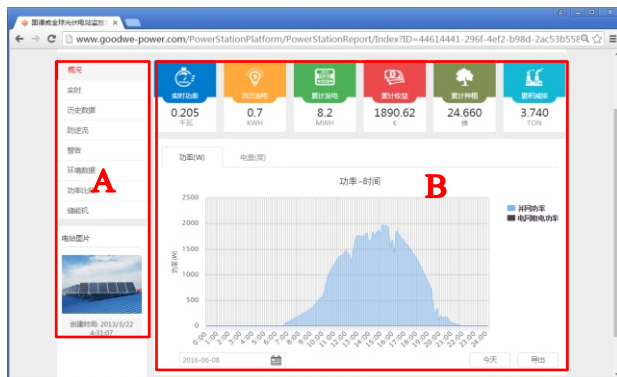 固德威全球光伏电站监控
www.goodwe-power.com/PowerStationPlatform/PowerStationReport/Index?ID=44614441-296f-4ef2-b98d-2ac53b55f
概况
实时
历史数据
防逆流
警告
环境数据
功率比较
储能机
电站图片
创建时间: 2013/3/22
4:31:07
A
实时功率
0.205
千瓦
当日发电
0.7
KWH
累计发电
8.2
MWH
累计收益
1890.62
€
累计种植
24.660
棵
累积减排
3.740
TON
功率(W)
电量(度)
B
功率-时间
并网功率
电网取电功率
功率(W)
2500
2000
1500
1000
500
0
0:00
1:00
2:00
3:00
4:00
5:00
6:00
7:00
8:00
9:00
10:00
11:00
12:00
13:00
14:00
15:00
16:00
17:00
18:00
19:00
20:00
21:00
22:00
23:00
24:00
2016-06-08
今天
导出